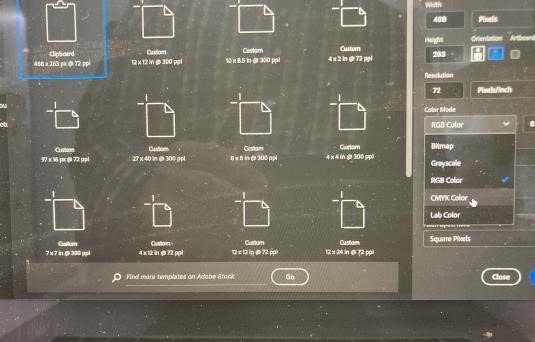 Clipboard
468 x 263 px @ 72 ppi
Custom
12 x 12 in @ 300 ppi
Custom
10 x 8.5 in @ 300 ppi
Custom
4 x 2 in @ 72 ppi
Custom
97 x 16 px @ 72 ppi
Custom
27 x 40 in @ 300 ppi
Custom
8 x 8 in @ 300 ppi
Custom
4 x 4 in @ 300 ppi
Custom
7 x 7 in @ 300 ppi
Custom
4 x 12 in @ 72 ppi
Custom
12 x 12 in @ 72 ppi
Custom
12 x 24 in @ 72 ppi
Find more templates on Adobe Stock
Go
Width
468 Pixels
Height Orientation Artboard
263
Resolution
72 Pixels/Inch
Color Mode
RGB Color 8
Bitmap
Grayscale
RGB Color
CMYK Color
Lab Color
Square Pixels
Close